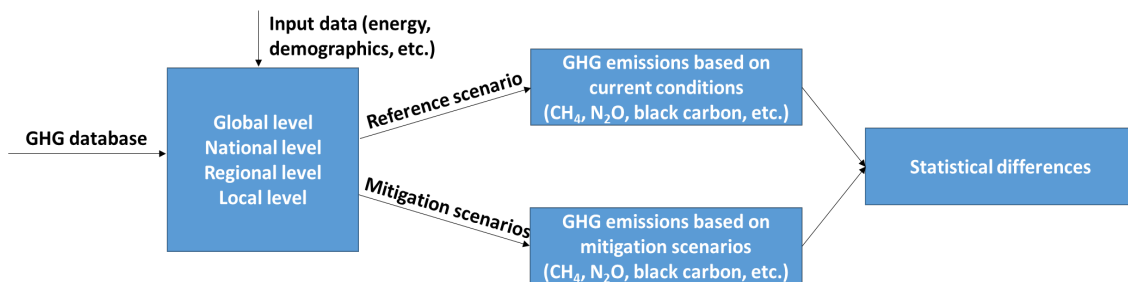 Input data (energy,
demographics, etc.)
GHG database
Global level
National level
Regional level
Local level
Reference scenario
Mitigation scenarios
GHG emissions based on
current conditions
(CH₄, N₂O, black carbon, etc.)
GHG emissions based on
mitigation scenarios
(CH₄, N₂O, black carbon, etc.)
Statistical differences